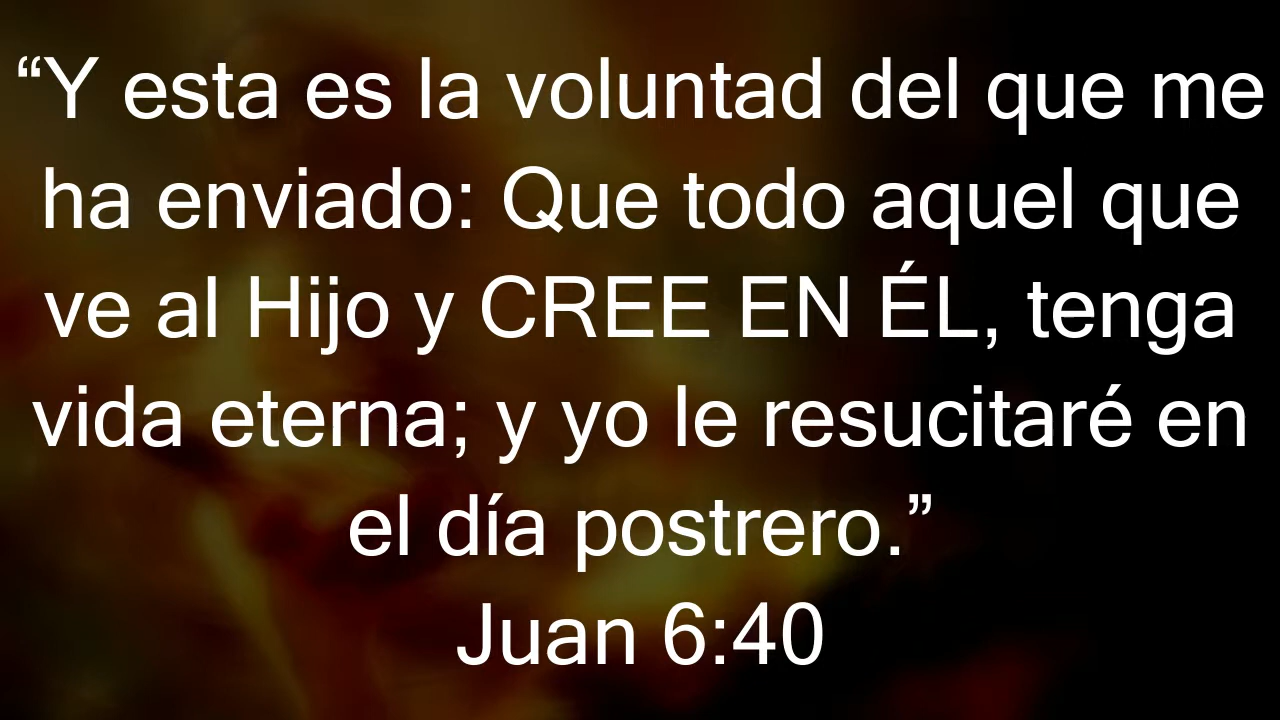 “Y esta es la voluntad del que me
ha enviado: Que todo aquel que
ve al Hijo y CREE EN ÉL, tenga
vida eterna; y yo le resucitaré en
el día postrero.”
Juan 6:40